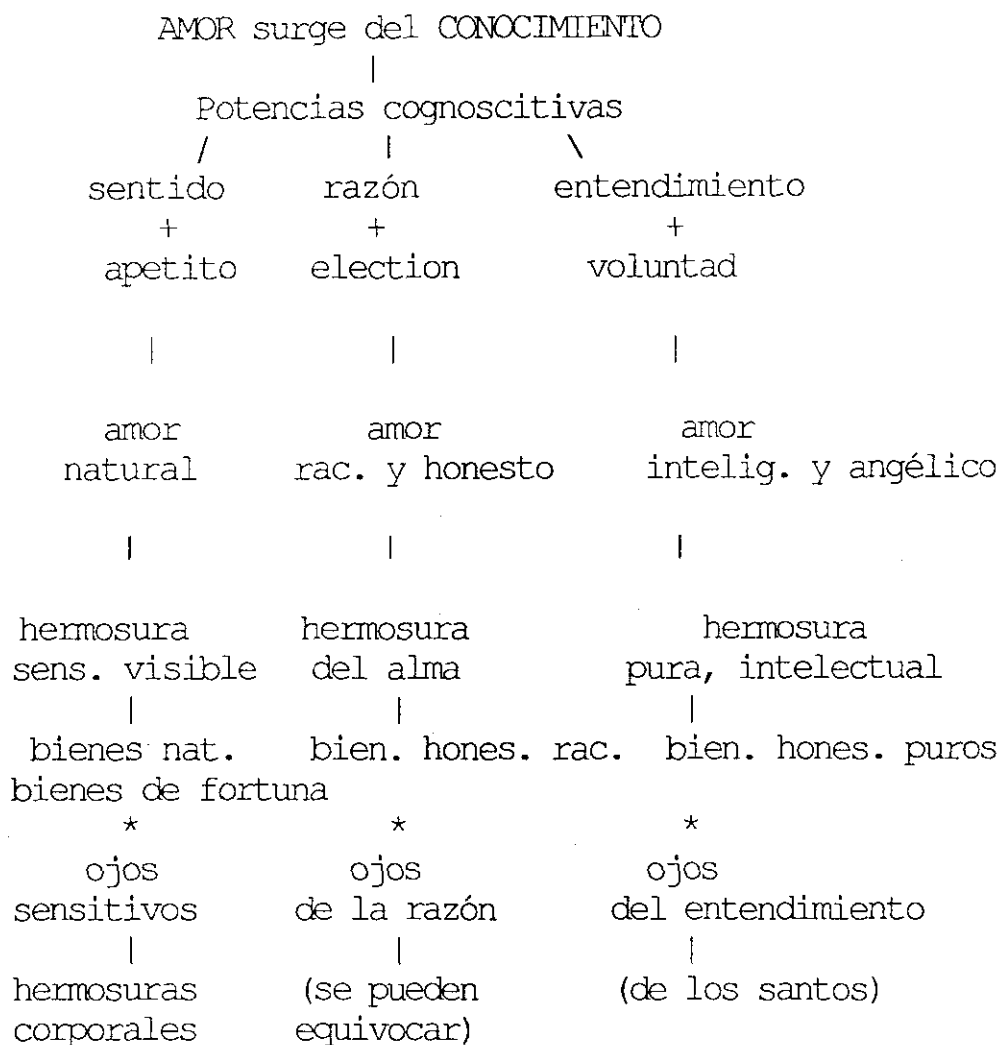 AMOR surge del CONOCIMIENTO
|
Potencias cognoscitivas
/ | \
sentido razón entendimiento
+ + +
apetito election voluntad
| | |
amor amor amor
natural rac. y honesto intelig. y angélico
| | |
hermosura hermosura hermosura
sens. visible del alma pura, intelectual
| | |
bienes nat. bien. hones. rac. bien. hones. puros
bienes de fortuna
* * *
ojos ojos ojos
sensitivos de la razón del entendimiento
| | |
hermosuras (se pueden (de los santos)
corporales equivocar)